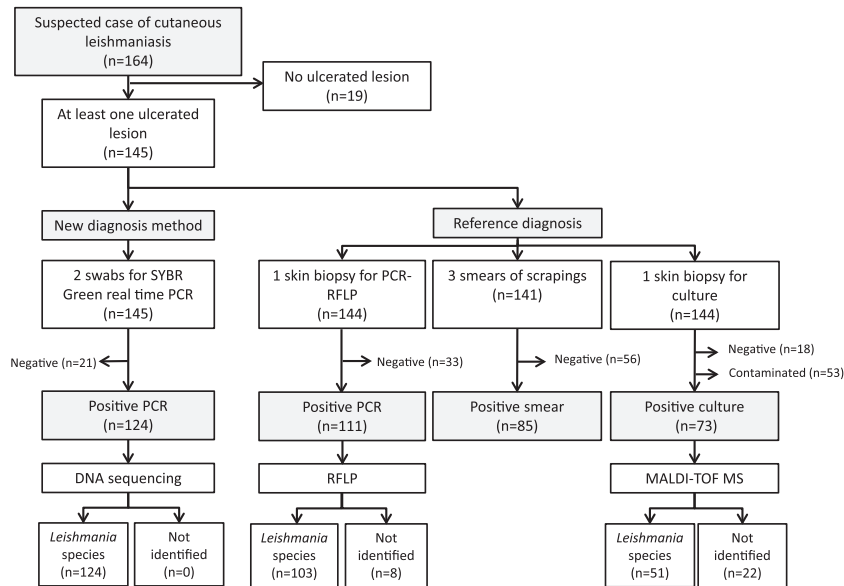 Suspected case of cutaneous
leishmaniasis
(n=164)
No ulcerated lesion
(n=19)
At least one ulcerated
lesion
(n=145)
New diagnosis method
Reference diagnosis
2 swabs for SYBR
Green real time PCR
(n=145)
1 skin biopsy for PCR-
RFLP
(n=144)
3 smears of scrapings
(n=141)
1 skin biopsy for
culture
(n=144)
Negative (n=21)
Negative (n=33)
Negative (n=56)
Negative (n=18)
Contaminated (n=53)
Positive PCR
(n=124)
Positive PCR
(n=111)
Positive smear
(n=85)
Positive culture
(n=73)
DNA sequencing
RFLP
MALDI-TOF MS
Leishmania
species
(n=124)
Not
identified
(n=0)
Leishmania
species
(n=103)
Not
identified
(n=8)
Leishmania
species
(n=51)
Not
identified
(n=22)